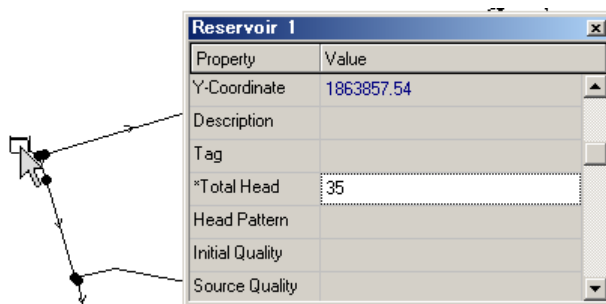 Reservoir 1
Property Value
Y-Coordinate 1863857.54
Description
Tag
*Total Head 35
Head Pattern
Initial Quality
Source Quality